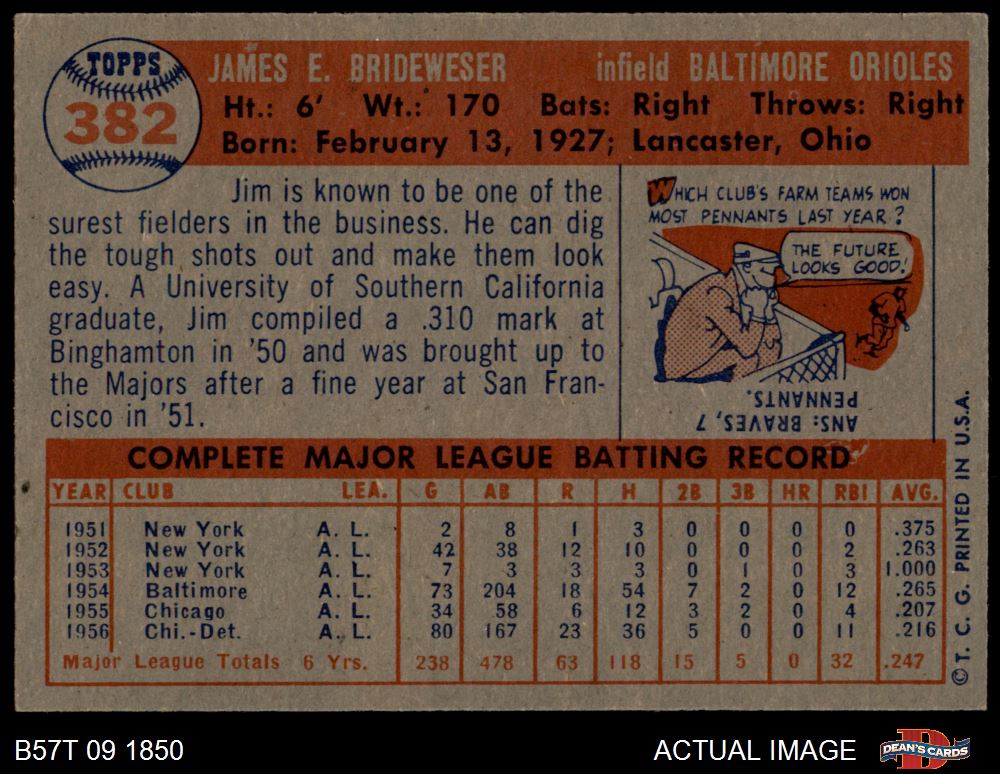 TOPPS
382
JAMES E. BRIDEWESER infield BALTIMORE ORIOLES
Ht.: 6' Wt.: 170 Bats: Right Throws: Right
Born: February 13, 1927; Lancaster, Ohio
Jim is known to be one of the
surest fielders in the business. He can dig
the tough shots out and make them look
easy. A University of Southern California
graduate, Jim compiled a .310 mark at
Binghamton in '50 and was brought up to
the Majors after a fine year at San Fran-
cisco in '51.
WHICH CLUB'S FARM TEAMS WON
MOST PENNANTS LAST YEAR?
THE FUTURE
LOOKS GOOD!
ANS: BRAVES, 7
PENNANTS.
COMPLETE MAJOR LEAGUE BATTING RECORD
YEAR CLUB LEA. G AB R H 2B 3B HR RBI AVG.
1951 New York A. L. 2 8 1 3 0 0 0 0 .375
1952 New York A. L. 42 38 12 10 0 0 0 2 .263
1953 New York A. L. 7 3 3 3 0 1 0 3 1.000
1954 Baltimore A. L. 73 204 18 54 7 2 0 12 .265
1955 Chicago A. L. 34 58 6 12 3 2 0 4 .207
1956 Chi.-Det. A. L. 80 167 23 36 5 0 0 11 .216
Major League Totals 6 Yrs. 238 478 63 118 15 5 0 32 .247
© T. C. G. PRINTED IN U.S.A.
B57T 09 1850 ACTUAL IMAGE DEAN'S CARDS